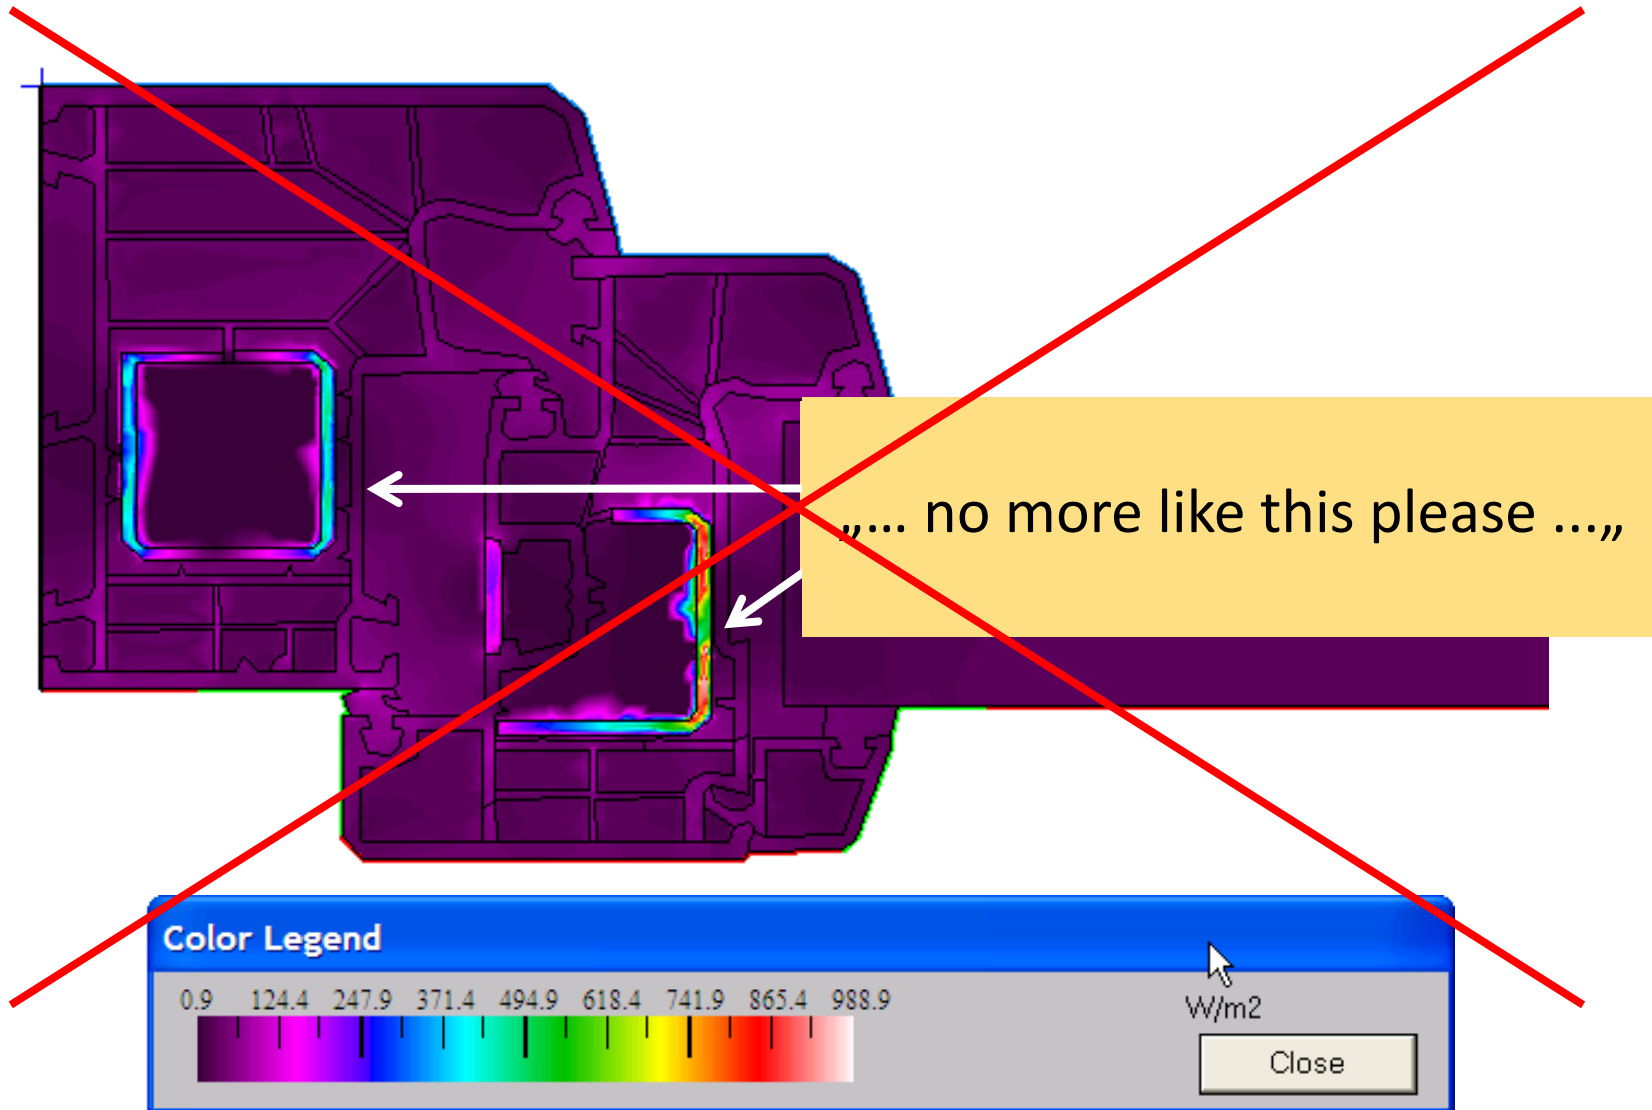 „... no more like this please ...„
Color Legend
0.9 124.4 247.9 371.4 494.9 618.4 741.9 865.4 988.9
W/m2
Close